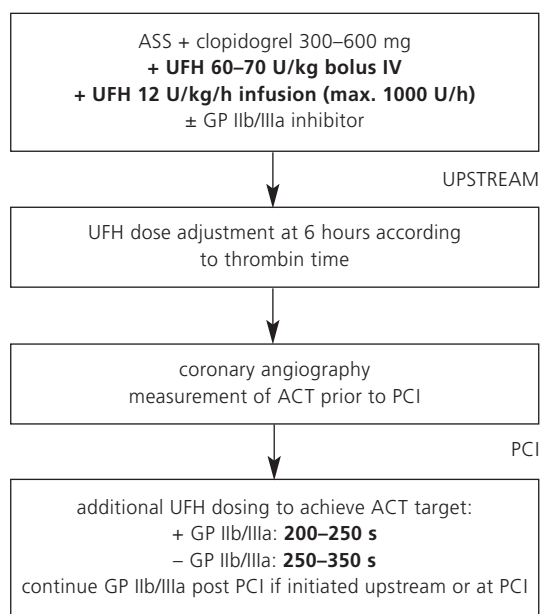 ASS + clopidogrel 300–600 mg
+ UFH 60–70 U/kg bolus IV
+ UFH 12 U/kg/h infusion (max. 1000 U/h)
± GP IIb/IIIa inhibitor
UPSTREAM
UFH dose adjustment at 6 hours according
to thrombin time
coronary angiography
measurement of ACT prior to PCI
PCI
additional UFH dosing to achieve ACT target:
+ GP IIb/IIIa: 200–250 s
– GP IIb/IIIa: 250–350 s
continue GP IIb/IIIa post PCI if initiated upstream or at PCI